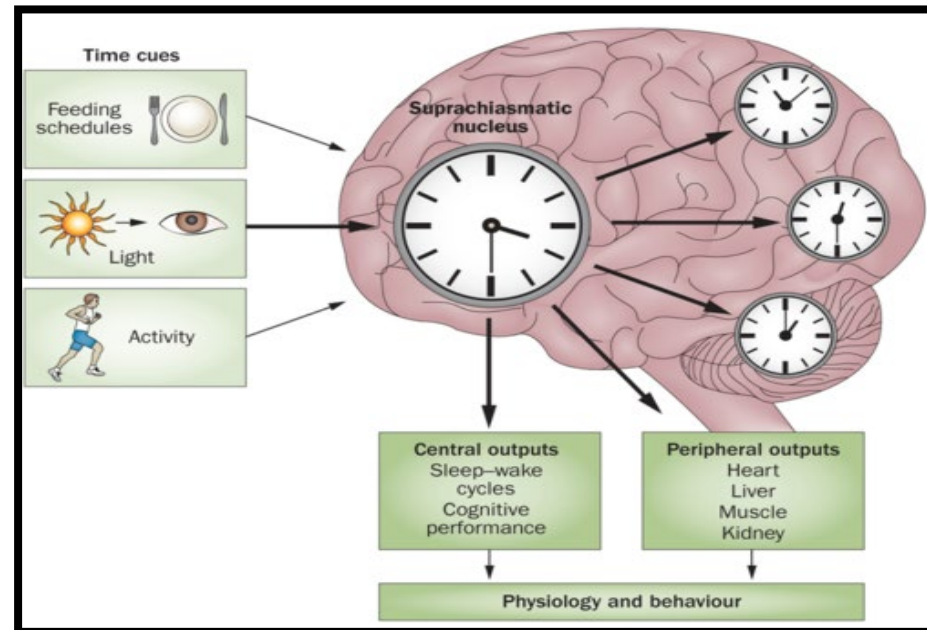 Time cues
Feeding
schedules
Light
Activity
Suprachiasmatic
nucleus
Central outputs
Sleep–wake
cycles
Cognitive
performance
Peripheral outputs
Heart
Liver
Muscle
Kidney
Physiology and behaviour